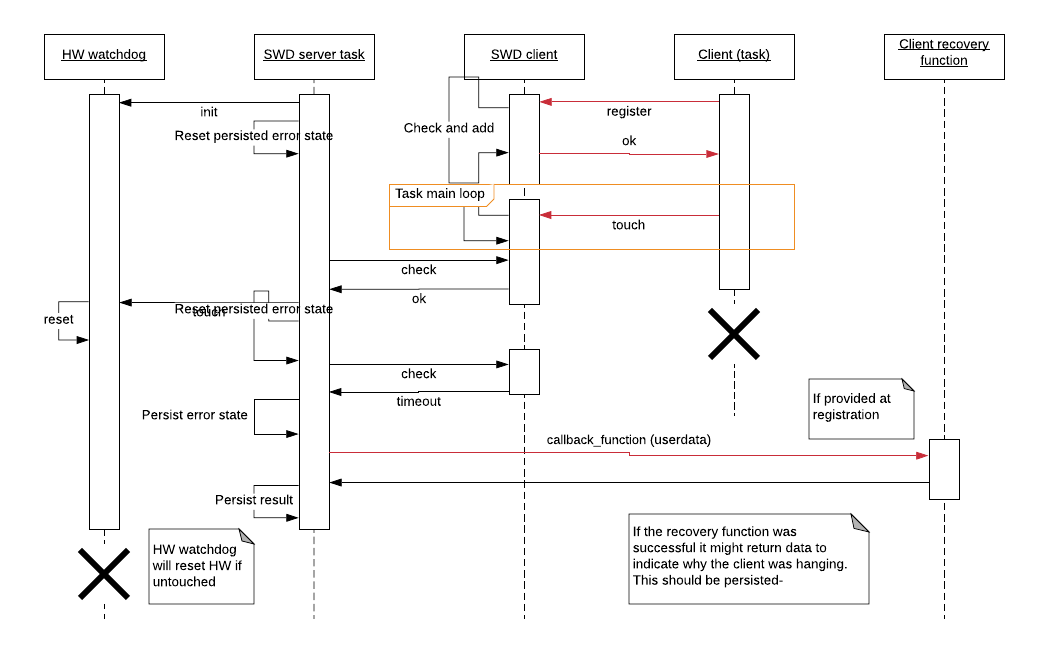 HW watchdog
SWD server task
SWD client
Client (task)
Client recovery
function
init
register
Check and add
Reset persisted error state
ok
Task main loop
touch
check
ok
Reset persisted error state
touch
reset
check
timeout
If provided at
registration
Persist error state
callback_function (userdata)
Persist result
HW watchdog
will reset HW if
untouched
If the recovery function was
successful it might return data to
indicate why the client was hanging.
This should be persisted-